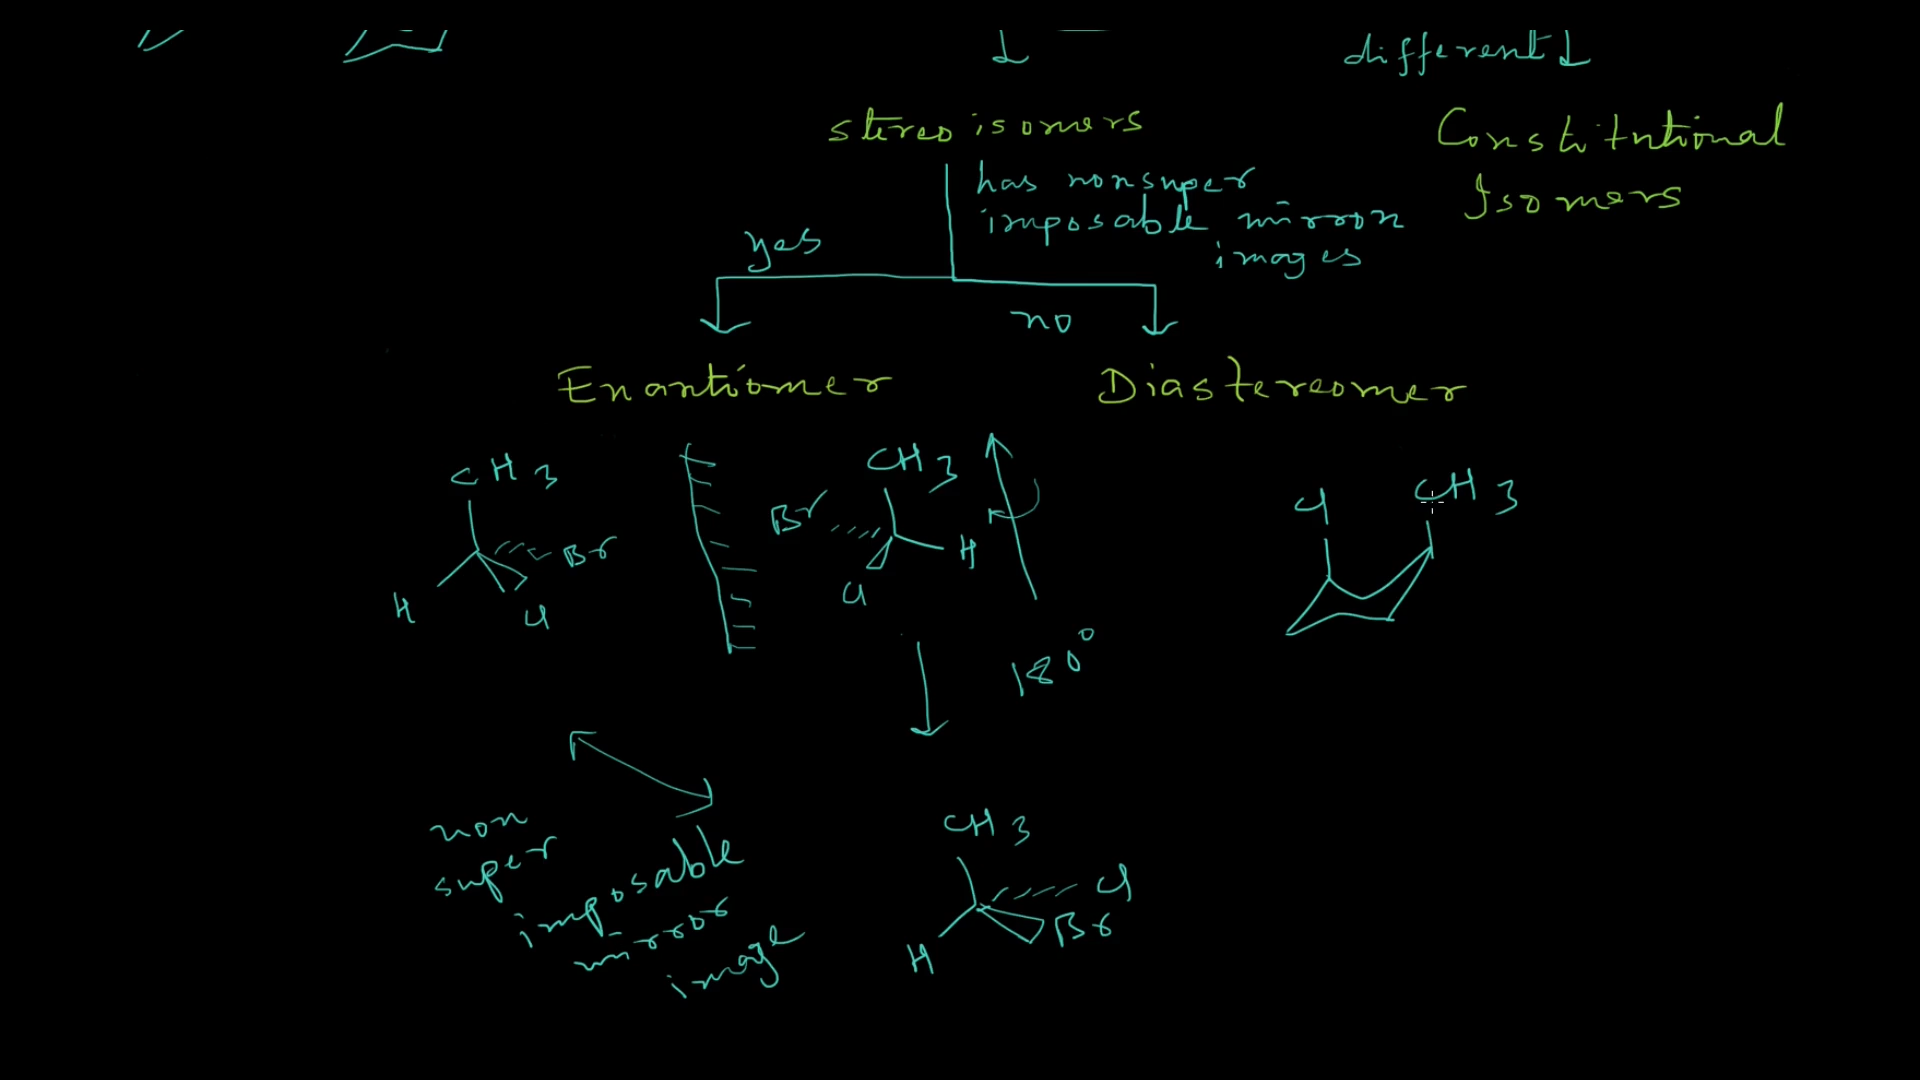 different
stereoisomers
Constitutional
Isomers
has nonsuper
imposable mirror
images
yes
no
Enantiomer
Diastereomer
CH3
Br
H
Cl
CH3
Br
H
Cl
180°
Cl
CH3
non
super
imposable
mirror
image
CH3
Cl
Br
H